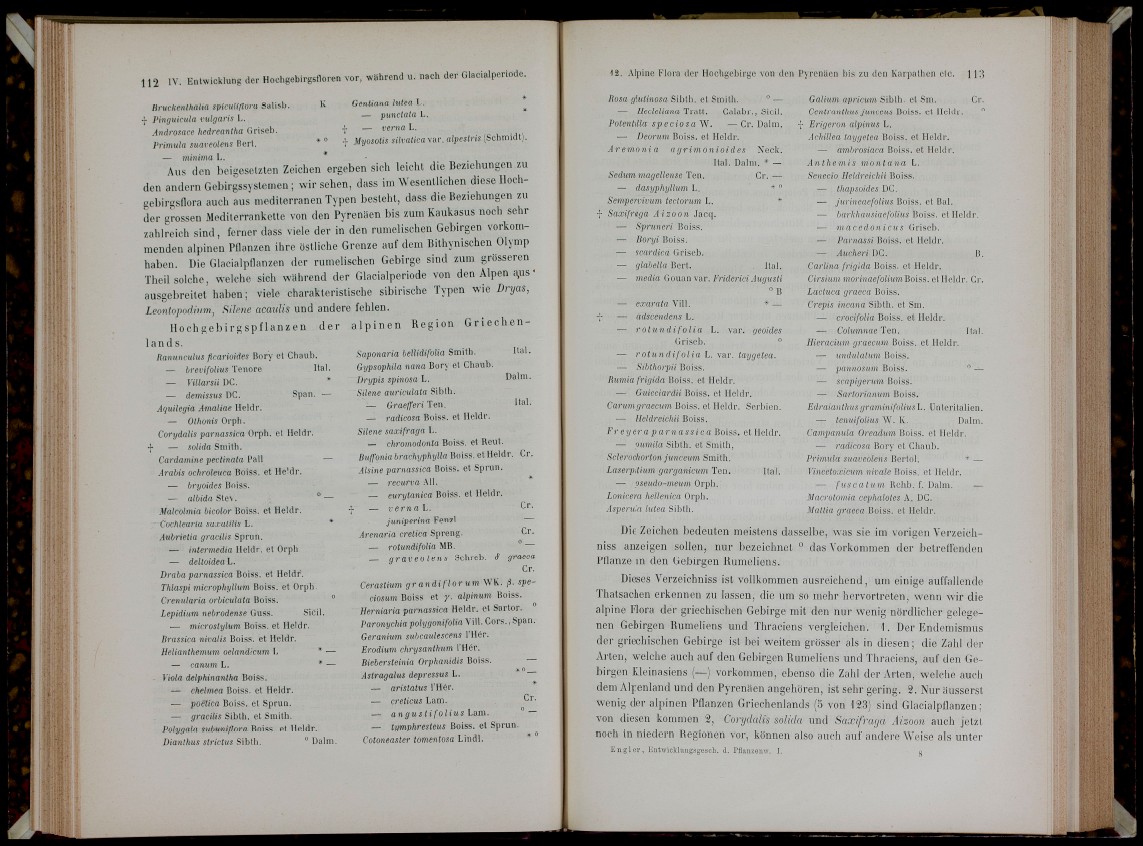 112 IV. Entwicklung der Hochgebirgsfloren vor, während u. nach der Glacialperiode.
Bruckenthalia spiculiflora Salisb. K
÷ Pinguicula vulgaris L.
Androsace hedreantha Griseb.
Primula suaveolens Bert. * °
— minima L. *
Gentiana lutea L. *
— punctata L. *
÷ — verna L.
÷ Myosotis silvatica var. alpestris (Schmidt).
Aus den beigesetzten Zeichen ergeben sich leicht die Beziehungen zu
den andern Gebirgssystemen; wir sehen, dass im Wesentlichen diese Hoch-
gebirgsflora auch aus mediterranen Typen besteht, dass die Beziehungen zu
der grossen Mediterrankette von den Pyrenäen bis zum Kaukasus noch sehr
zahlreich sind, ferner dass viele der in den rumelischen Gebirgen vorkom-
menden alpinen Pflanzen ihre östliche Grenze auf dem Bithynischen Olymp
haben. Die Glacialpflanzen der rumelischen Gebirge sind zum grösseren
Theil solche, welche sich während der Glacialperiode von den Alpen aus
ausgebreitet haben; viele charakteristische sibirische Typen wie Dryas,
Leontopodium, Silene acaulis und andere fehlen.
Hochgebirgspflanzen der alpinen Region Griechen-
lands.
Ranunculus ficarioides Bory et Chaub.
— brevifolius Tenore Ital.
— Villarsii DC. *
— demissus DC. Span. —
Aquilegia Amaliae Heldr.
— Othonis Orph.
Corydalis parnassica Orph. et Heldr.
÷ — solida Smith.
Cardamine pectinata Pall —
Arabis ochroleuca Boiss. et Heldr.
— bryoides Boiss.
— albida Stev. ° —
Malcolmia bicolor Boiss. et Heldr.
Cochlearia saxatilis L. *
Aubrietia gracilis Sprun.
— intermedia Heldr. et Orph
— deltoidea L.
Draba parnassica Boiss. et Heldr.
Thlaspi microphyllum Boiss. et Orph.
Crenularia orbiculata Boiss. °
Lepidium nebrodense Guss. Sicil.
— microstylum Boiss. et Heldr.
Brassica nivalis Boiss. et Heldr.
Helianthemum oelandicum L * —
— canum L. * —
Viola delphinantha Boiss.
— chelmea Boiss. et Heldr.
— poëtica Boiss. et Sprun.
— gracilis Sibth. et Smith.
Polygala subuniflora Boiss. et Heldr.
Dianthus strictus Sibth. ° Dalm.
Saponaria bellidifolia Smith. Ital.
Gypsophila nana Bory et Chaub.
Drypis spinosa L. Dalm.
Silene auriculata Sibth.
— Graefferi Ten. Ital.
— radicosa Boiss. et Heldr.
Silene saxifraga L.
— chromodonta Boiss. et Reut.
Buffonia brachyphylla Boiss. et Heldr. Cr.
Alsine parnassica Boiss. et Sprun.
— recurva All. *
— eurytanica Boiss. et Heldr.
÷ — verna L. Cr.
juniperina Fenzl —
Arenaria cretica Spreng. Cr.
— rotundifolia MB. ° —
— graveolens Schreb. δ graeca
Cr.
Cerastium grandiflorum WK. β. spe-
ciosum Boiss et γ. alpinum Boiss.
Herniaria parnassica Heldr. et Sartor. °
Paronychia polygonifolia Vill. Cors., Span.
Geranium subcaulescens l'Hér.
Erodium chrysanthum l'Hér.
Biebersteinia Orphanidis Boiss. —
Astragalus depressus L. * ° —
— aristatus l'Hér. *
— creticus Lam. Cr.
— angustifolius Lam. ° —
— tymphresteus Boiss. et Sprun.
Cotoneaster tomentosa Lindl. * °
12. Alpine Flora der Hochgebirge von den Pyrenäen bis zu den Karpathen etc. 113
Rosa glutinosa Sibth. et Smith. ° —
— Heckeliana Tratt. Calabr., Sicil.
Potentilla speciosa W. — Cr. Dalm.
— Deorum Boiss. et Heldr.
Aremonia agrimonioides Neck.
Ital. Dalm. * —
Sedum magellense Ten. Cr. —
— dasyphyllum L. * °
Sempervivum tectorum L. *
÷ Saxifraga Aizoon Jacq.
— Spruneri Boiss.
— Boryi Boiss.
— scardica Griseb.
— glabella Bert. Ital.
— media Gouan var. Friderici Augusti
° B
— exarata Vill. * —
÷ — adscendens L.
— rotundifolia L. var. geoides
Griseb. °
— rotundifolia L. var. taygetea.
— Sibthorpii Boiss.
Rumia frigida Boiss. et Heldr.
— Guicciardii Boiss. et Heldr.
Carum graecum Boiss. et Heldr. Serbien.
— Heldreichii Boiss.
Freyera parnassica Boiss. et Heldr.
— pumila Sibth. et Smith.
Sclerochorton junceum Smith.
Laserpitium garganicum Ten. Ital.
— pseudo-meum Orph.
Lonicera hellenica Orph.
Asperula lutea Sibth.
Galium apricum Sibth. et Sm. Cr.
Centranthus junceus Boiss. et Heldr. °
÷ Erigeron alpinus L.
Achillea taygetea Boiss. et Heldr.
— ambrosiaca Boiss. et Heldr.
Anthemis montana L.
Senecio Heldreichii Boiss.
— thapsoides DC.
— jurineaefolius Boiss. et Bal.
— barkhausiaefolius Boiss. et Heldr.
— macedonicus Griseb.
— Parnassi Boiss. et Heldr.
— Aucheri DC. B.
Carlina frigida Boiss. et Heldr.
Cirsium morinaefolium Boiss. et Heldr. Cr.
Lactuca graeca Boiss.
Crepis incana Sibth. et Sm.
— crocifolia Boiss. et Heldr.
— Columnae Ten. Ital.
Hieracium graecum Boiss. et Heldr.
— undulatum Boiss.
— pannosum Boiss. ° —
— scapigerum Boiss.
— Sartorianum Boiss.
Edraianthus graminifolius L. Unteritalien.
— tenuifolius W. K. Dalm.
Campanula Oreadum Boiss. et Heldr.
— radicosa Bory et Chaub.
Primula suaveolens Bertol. * —
Vincetoxicum nivale Boiss. et Heldr.
— fuscatum Rchb. f. Dalm. —
Macrotomia cephalotes A. DC.
Mattia graeca Boiss. et Heldr.
Die Zeichen bedeuten meistens dasselbe, was sie im vorigen Verzeich-
niss anzeigen sollen, nur bezeichnet ° das Vorkommen der betreffenden
Pflanze in den Gebirgen Rumeliens.
Dieses Verzeichniss ist vollkommen ausreichend, um einige auffallende
Thatsachen erkennen zu lassen, die um so mehr hervortreten, wenn wir die
alpine Flora der griechischen Gebirge mit den nur wenig nördlicher gelege-
nen Gebirgen Rumeliens und Thraciens vergleichen. 1. Der Endemismus
der griechischen Gebirge ist bei weitem grösser als in diesen; die Zahl der
Arten, welche auch auf den Gebirgen Rumeliens und Thraciens, auf den Ge-
birgen Kleinasiens (—) vorkommen, ebenso die Zahl der Arten, welche auch
dem Alpenland und den Pyrenäen angehören, ist sehr gering. 2. Nur äusserst
wenig der alpinen Pflanzen Griechenlands (5 von 123) sind Glacialpflanzen;
von diesen kommen 2, Corydalis solida und Saxifraga Aizoon auch jetzt
noch in niedern Regionen vor, können also auch auf andere Weise als unter
Engler, Entwicklungsgesch. d. Pflanzenw. I. 8